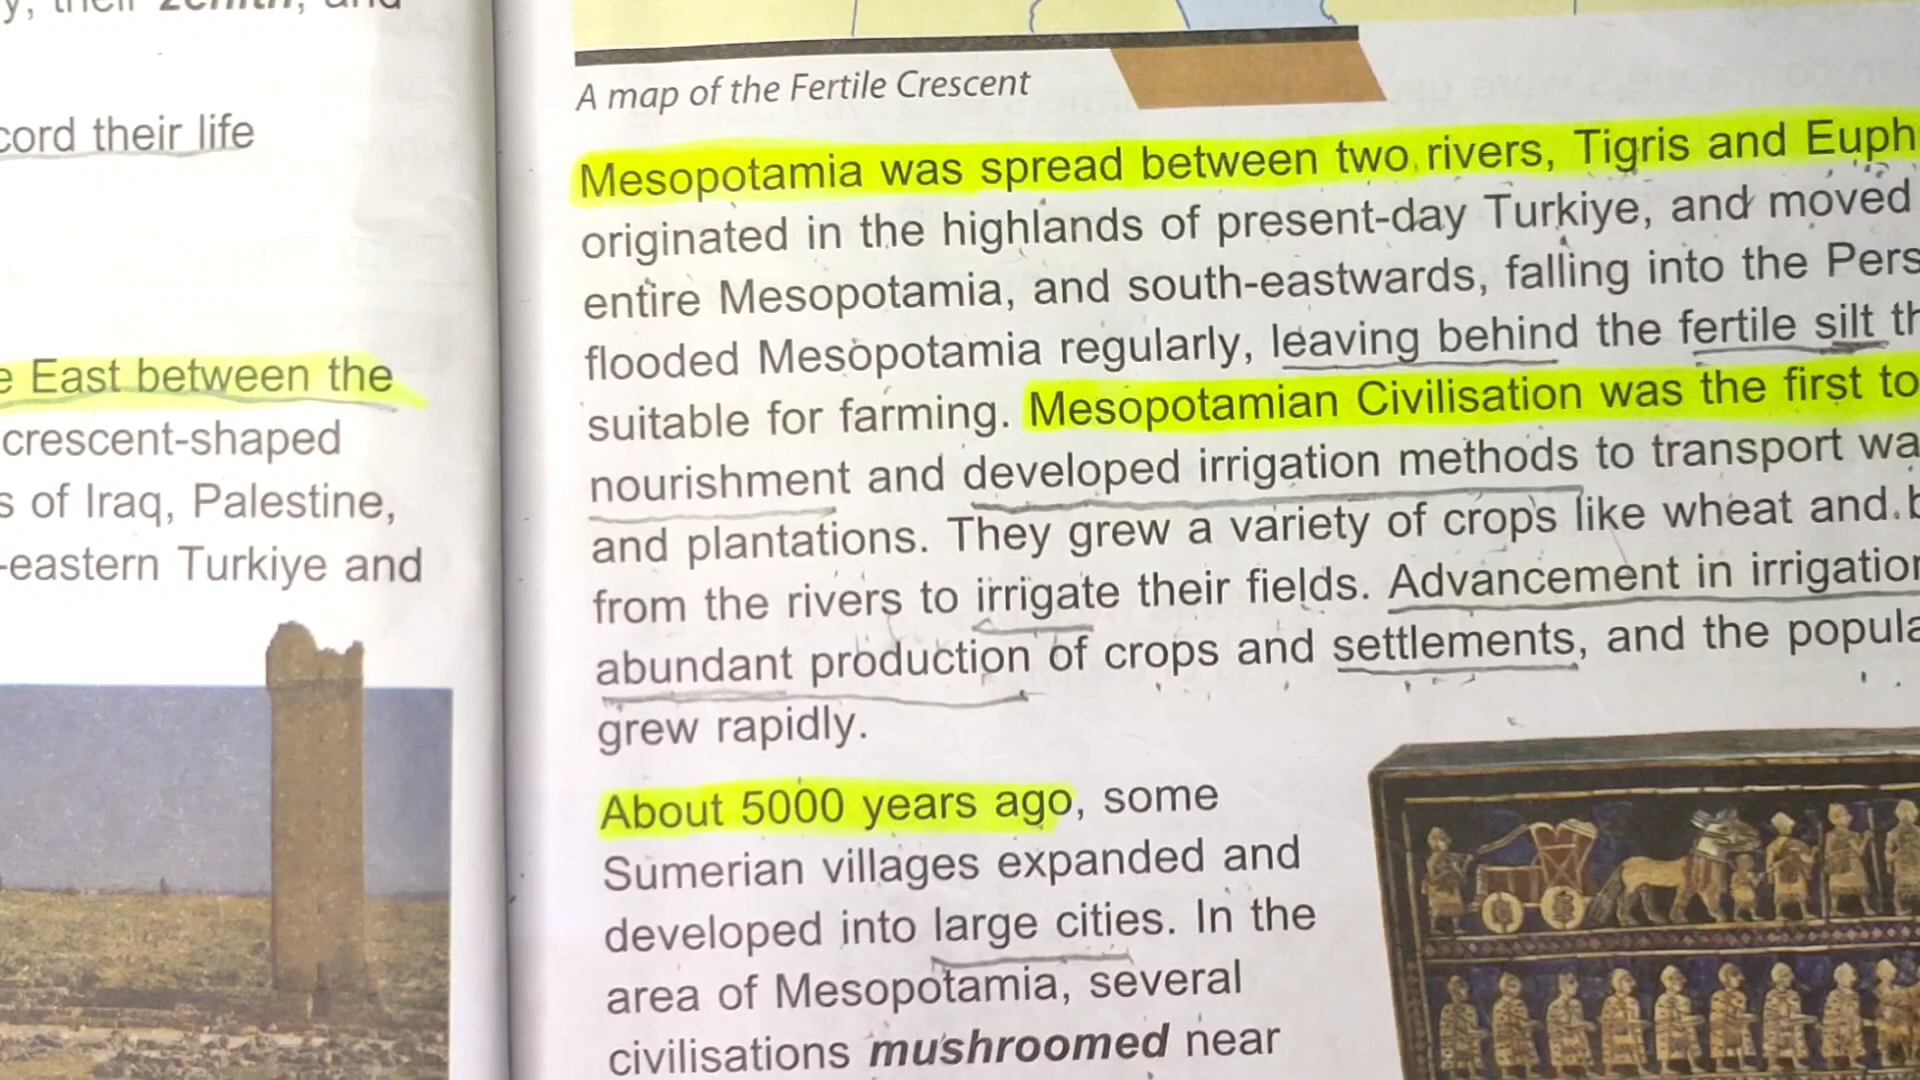 their zenith, and
cord their life
e East between the
crescent-shaped
s of Iraq, Palestine,
-eastern Turkiye and
A map of the Fertile Crescent
Mesopotamia was spread between two rivers, Tigris and Euph
originated in the highlands of present-day Turkiye, and moved
entire Mesopotamia, and south-eastwards, falling into the Pers
flooded Mesopotamia regularly, leaving behind the fertile silt th
suitable for farming. Mesopotamian Civilisation was the first to
nourishment and developed irrigation methods to transport wa
and plantations. They grew a variety of crops like wheat and b
from the rivers to irrigate their fields. Advancement in irrigation
abundant production of crops and settlements, and the popula
grew rapidly.
About 5000 years ago, some
Sumerian villages expanded and
developed into large cities. In the
area of Mesopotamia, several
civilisations mushroomed near